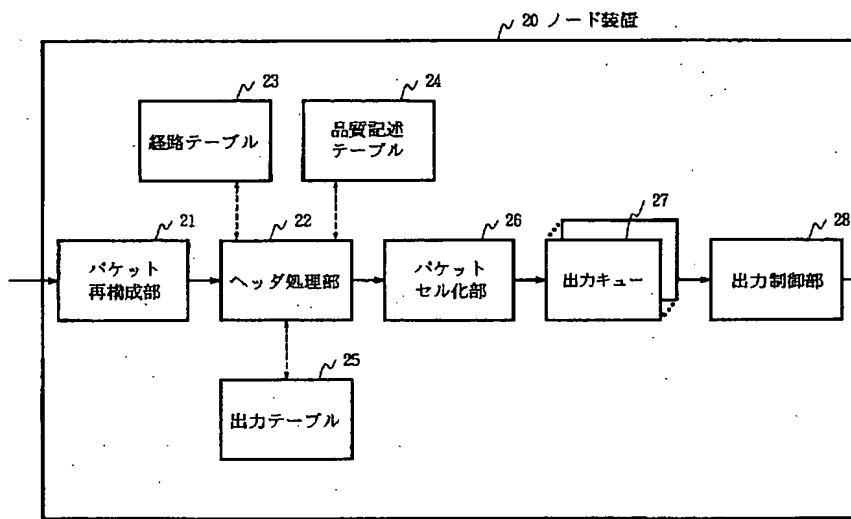 20 ノード装置
23
経路テーブル
24
品質記述
テーブル
21
パケット
再構成部
22
ヘッダ処理部
26
パケット
セル化部
27
出力キュー
28
出力制御部
25
出力テーブル